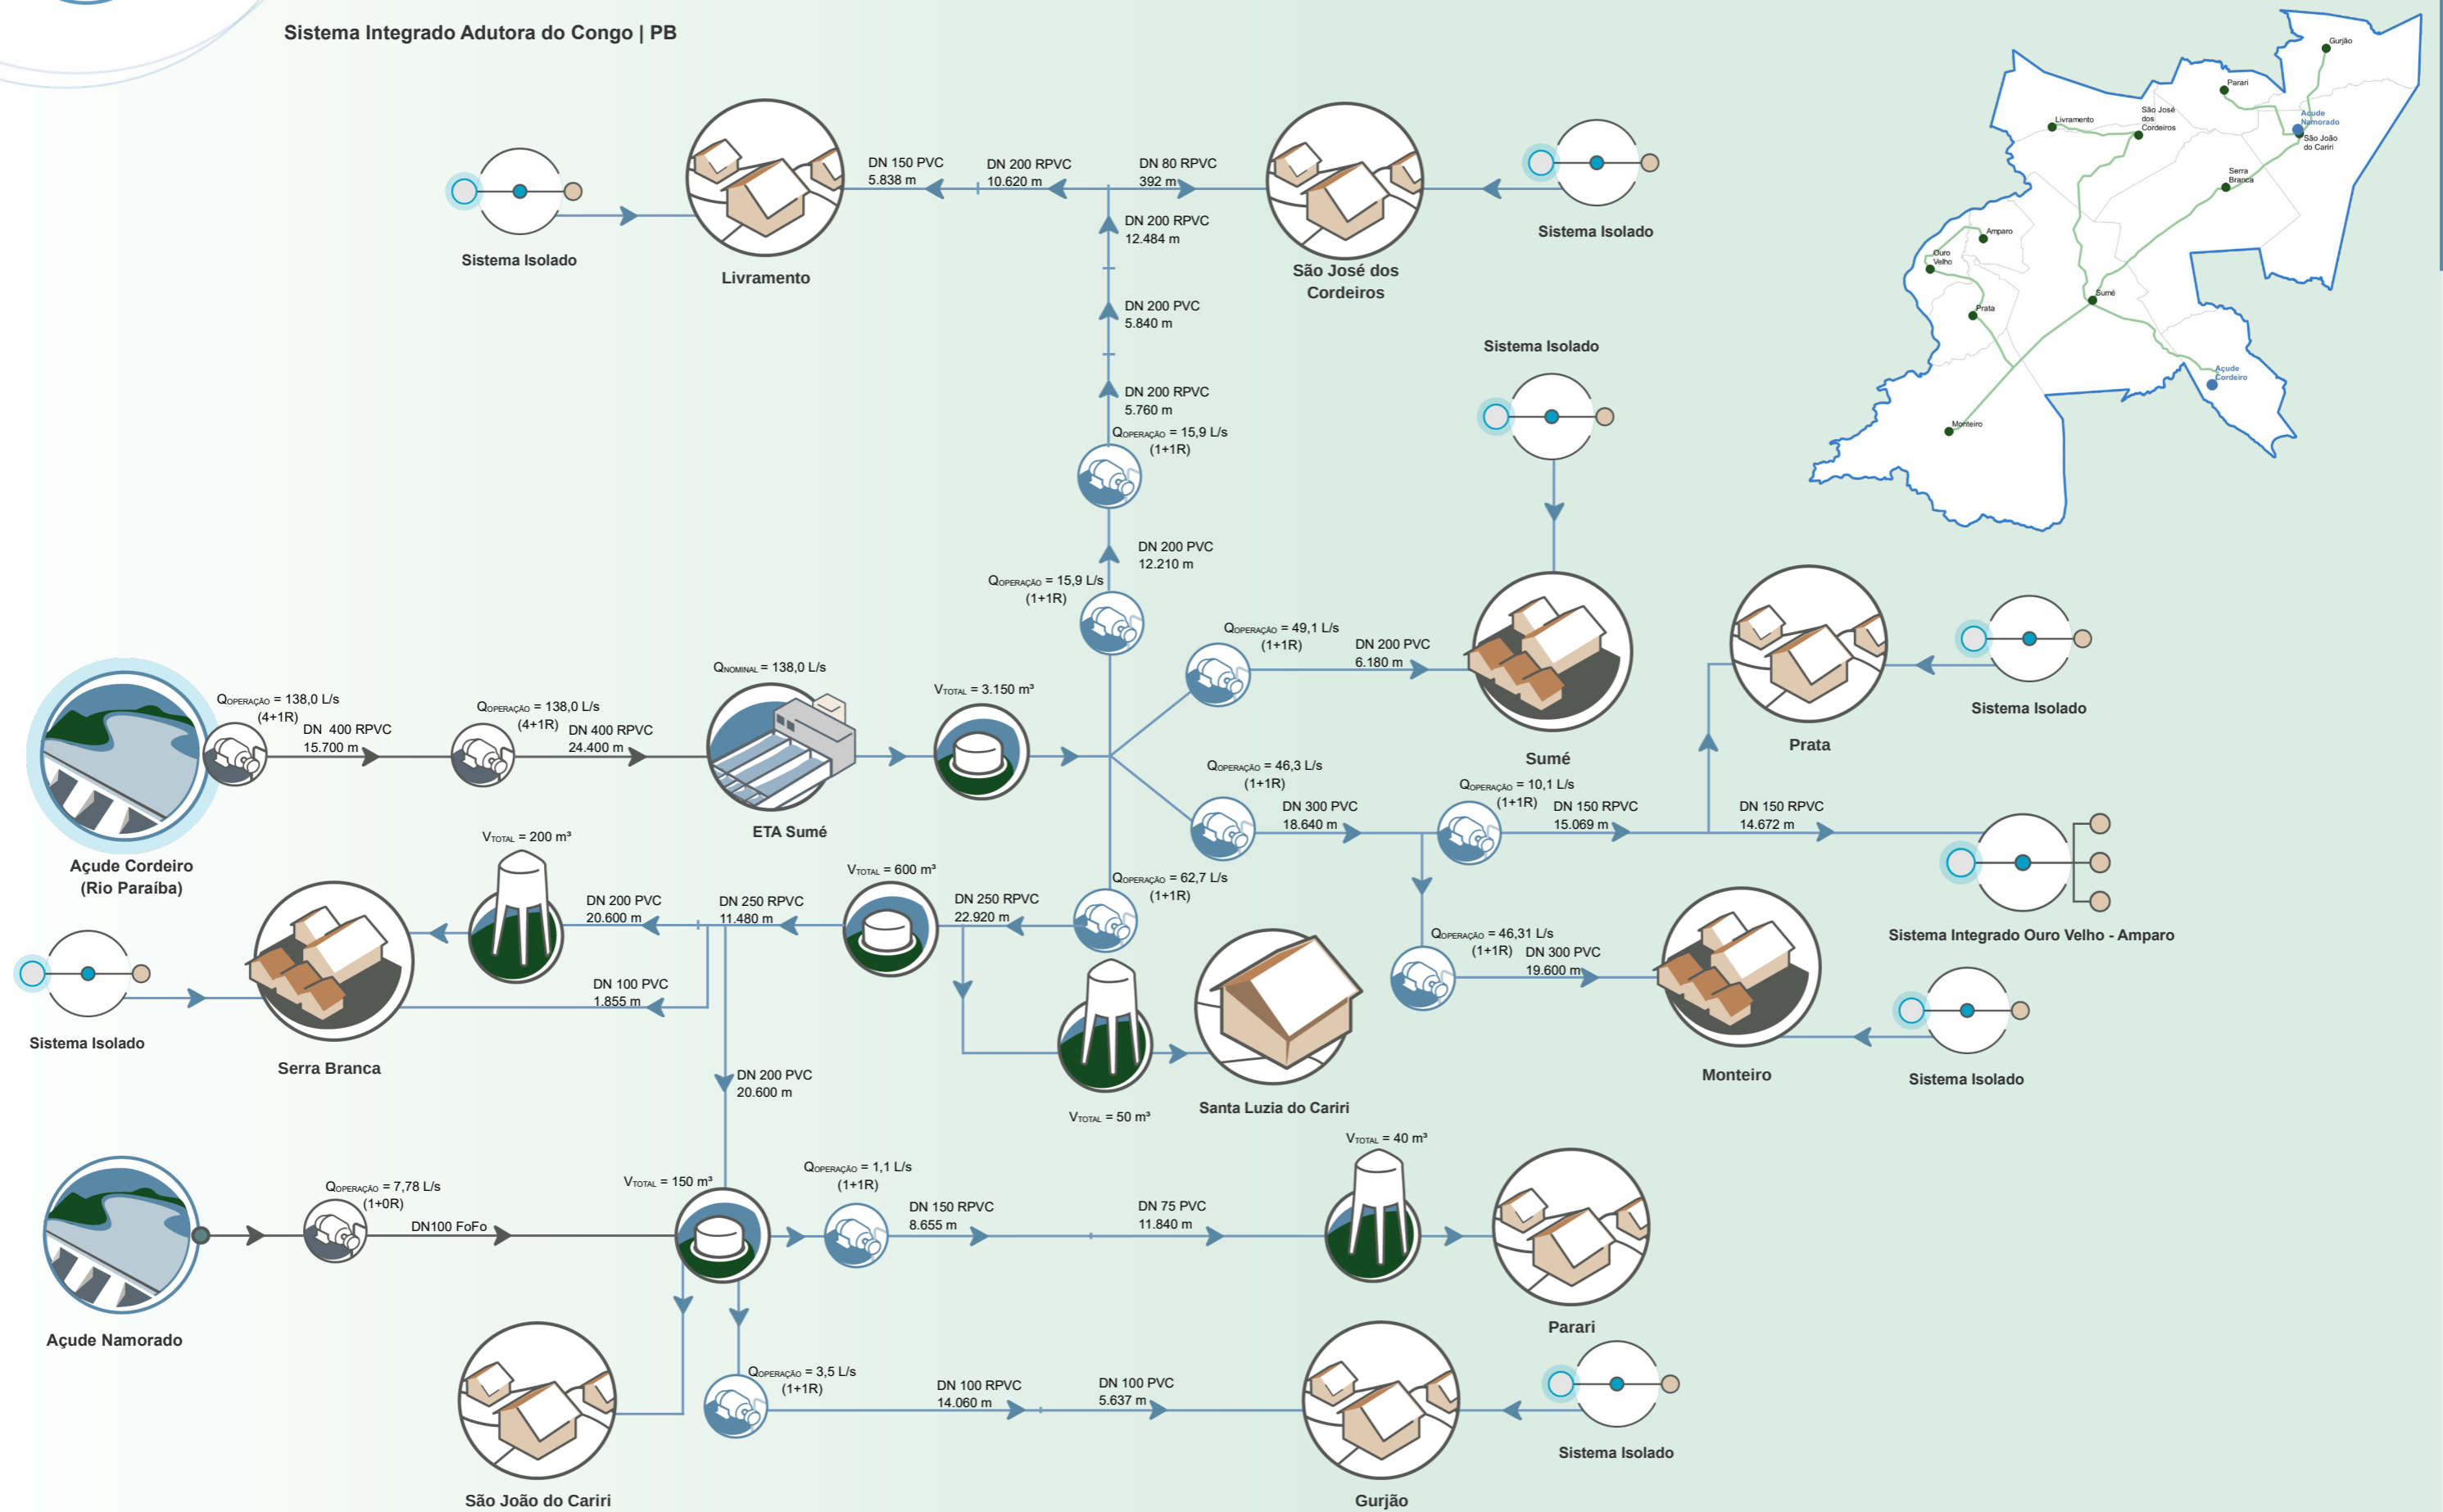 Sistema Integrado Adutora do Congo | PB
Gurjão
Parari
Açude
Namorado
São João
do Cariri
São José
dos
Cordeiros
Livramento
Serra
Branca
Amparo
Ouro
Velho
Prata
Sumé
Açude
Cordeiro
Monteiro
Sistema Isolado
Livramento
DN 150 PVC
5.838 m
DN 200 RPVC
10.620 m
DN 80 RPVC
392 m
São José dos
Cordeiros
Sistema Isolado
DN 200 RPVC
12.484 m
DN 200 PVC
5.840 m
DN 200 RPVC
5.760 m
QOPERAÇÃO = 15,9 L/s
(1+1R)
DN 200 PVC
12.210 m
QOPERAÇÃO = 15,9 L/s
(1+1R)
Sistema Isolado
QOPERAÇÃO = 49,1 L/s
(1+1R)
DN 200 PVC
6.180 m
Sumé
Prata
Sistema Isolado
Açude Cordeiro
(Rio Paraíba)
QOPERAÇÃO = 138,0 L/s
(4+1R)
DN 400 RPVC
15.700 m
QOPERAÇÃO = 138,0 L/s
(4+1R)
DN 400 RPVC
24.400 m
QNOMINAL = 138,0 L/s
ETA Sumé
VTOTAL = 3.150 m³
QOPERAÇÃO = 46,3 L/s
(1+1R)
DN 300 PVC
18.640 m
QOPERAÇÃO = 10,1 L/s
(1+1R)
DN 150 RPVC
15.069 m
DN 150 RPVC
14.672 m
Sistema Integrado Ouro Velho - Amparo
QOPERAÇÃO = 46,31 L/s
(1+1R)
DN 300 PVC
19.600 m
Monteiro
Sistema Isolado
QOPERAÇÃO = 62,7 L/s
(1+1R)
DN 250 RPVC
22.920 m
VTOTAL = 600 m³
DN 250 RPVC
11.480 m
DN 200 PVC
20.600 m
VTOTAL = 200 m³
DN 100 PVC
1.855 m
Serra Branca
Sistema Isolado
VTOTAL = 50 m³
Santa Luzia do Cariri
DN 200 PVC
20.600 m
Açude Namorado
QOPERAÇÃO = 7,78 L/s
(1+0R)
DN100 FoFo
VTOTAL = 150 m³
QOPERAÇÃO = 1,1 L/s
(1+1R)
DN 150 RPVC
8.655 m
DN 75 PVC
11.840 m
VTOTAL = 40 m³
Parari
São João do Cariri
QOPERAÇÃO = 3,5 L/s
(1+1R)
DN 100 RPVC
14.060 m
DN 100 PVC
5.637 m
Gurjão
Sistema Isolado